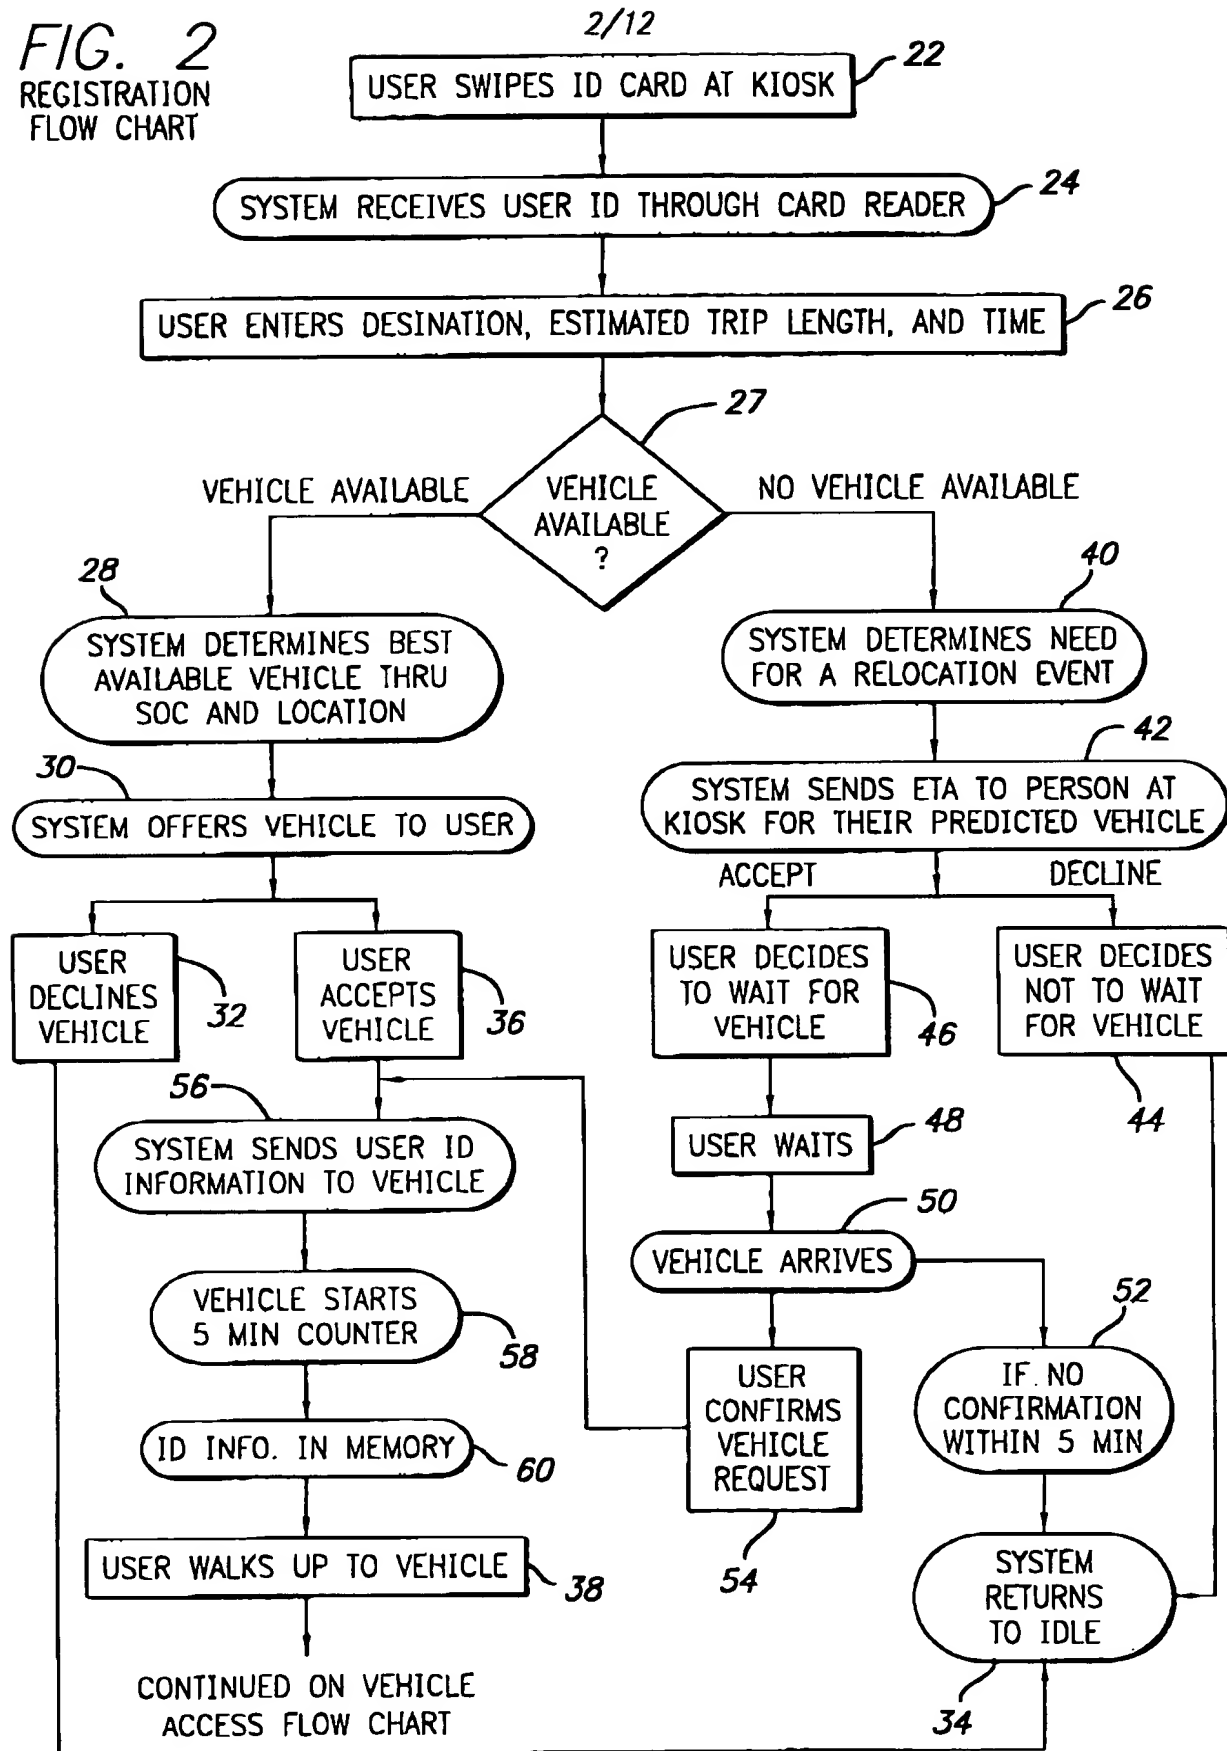 2/12
FIG. 2
REGISTRATION
FLOW CHART
USER SWIPES ID CARD AT KIOSK
22
SYSTEM RECEIVES USER ID THROUGH CARD READER
24
USER ENTERS DESINATION, ESTIMATED TRIP LENGTH, AND TIME
26
27
VEHICLE AVAILABLE
VEHICLE
AVAILABLE
?
NO VEHICLE AVAILABLE
28
SYSTEM DETERMINES BEST
AVAILABLE VEHICLE THRU
SOC AND LOCATION
30
SYSTEM OFFERS VEHICLE TO USER
USER
DECLINES
VEHICLE
32
USER
ACCEPTS
VEHICLE
36
56
SYSTEM SENDS USER ID
INFORMATION TO VEHICLE
VEHICLE STARTS
5 MIN COUNTER
58
ID INFO. IN MEMORY
60
USER WALKS UP TO VEHICLE
38
CONTINUED ON VEHICLE
ACCESS FLOW CHART
40
SYSTEM DETERMINES NEED
FOR A RELOCATION EVENT
42
SYSTEM SENDS ETA TO PERSON AT
KIOSK FOR THEIR PREDICTED VEHICLE
ACCEPT
DECLINE
USER DECIDES
TO WAIT FOR
VEHICLE
46
USER DECIDES
NOT TO WAIT
FOR VEHICLE
44
USER WAITS
48
VEHICLE ARRIVES
50
52
USER
CONFIRMS
VEHICLE
REQUEST
54
IF NO
CONFIRMATION
WITHIN 5 MIN
SYSTEM
RETURNS
TO IDLE
34